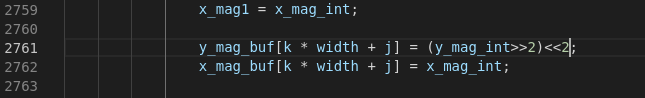 2759 x_mag1 = x_mag_int;
2760
2761 y_mag_buf[k * width + j] = (y_mag_int>>2)<<2;
2762 x_mag_buf[k * width + j] = x_mag_int;
2763